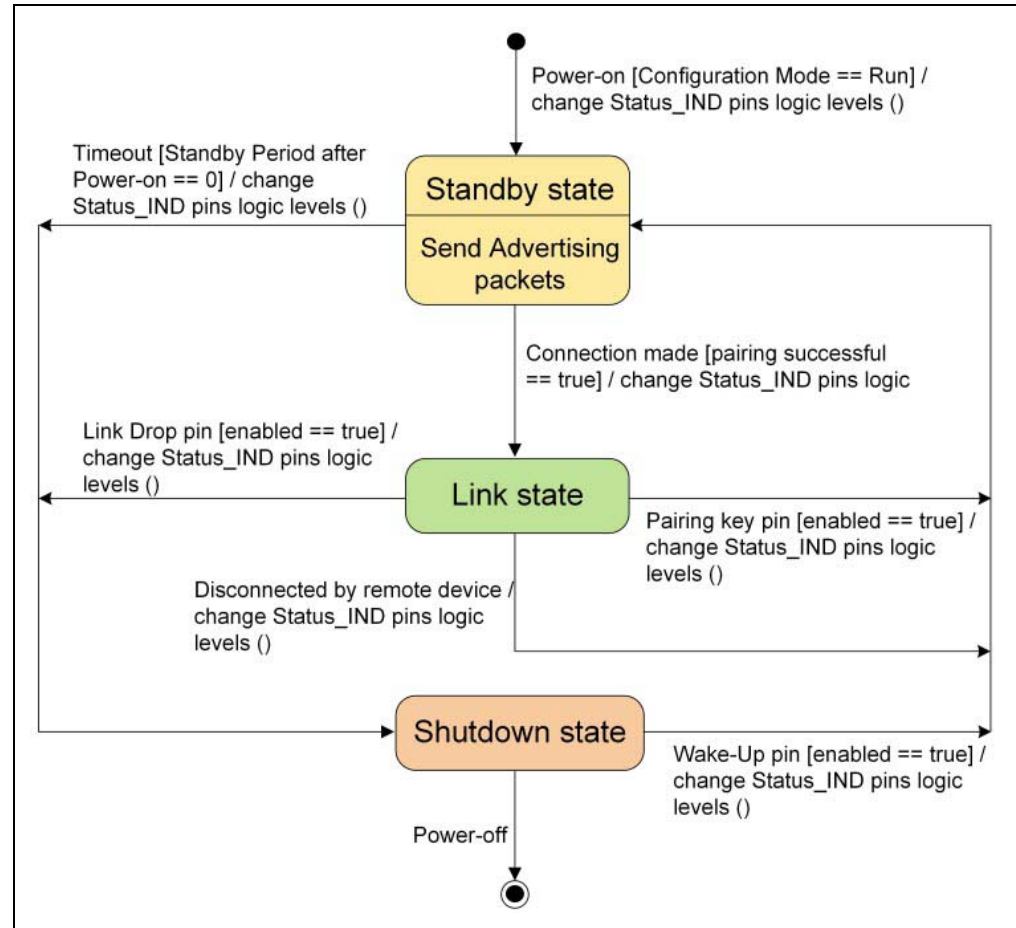 Power-on [Configuration Mode == Run] /
change Status_IND pins logic levels ()
Timeout [Standby Period after
Power-on == 0] / change
Status_IND pins logic levels ()
Standby state
Send Advertising
packets
Connection made [pairing successful
== true] / change Status_IND pins logic
Link Drop pin [enabled == true] /
change Status_IND pins logic
levels ()
Link state
Pairing key pin [enabled == true] /
change Status_IND pins logic
levels ()
Disconnected by remote device /
change Status_IND pins logic
levels ()
Shutdown state
Wake-Up pin [enabled == true] /
change Status_IND pins logic
levels ()
Power-off